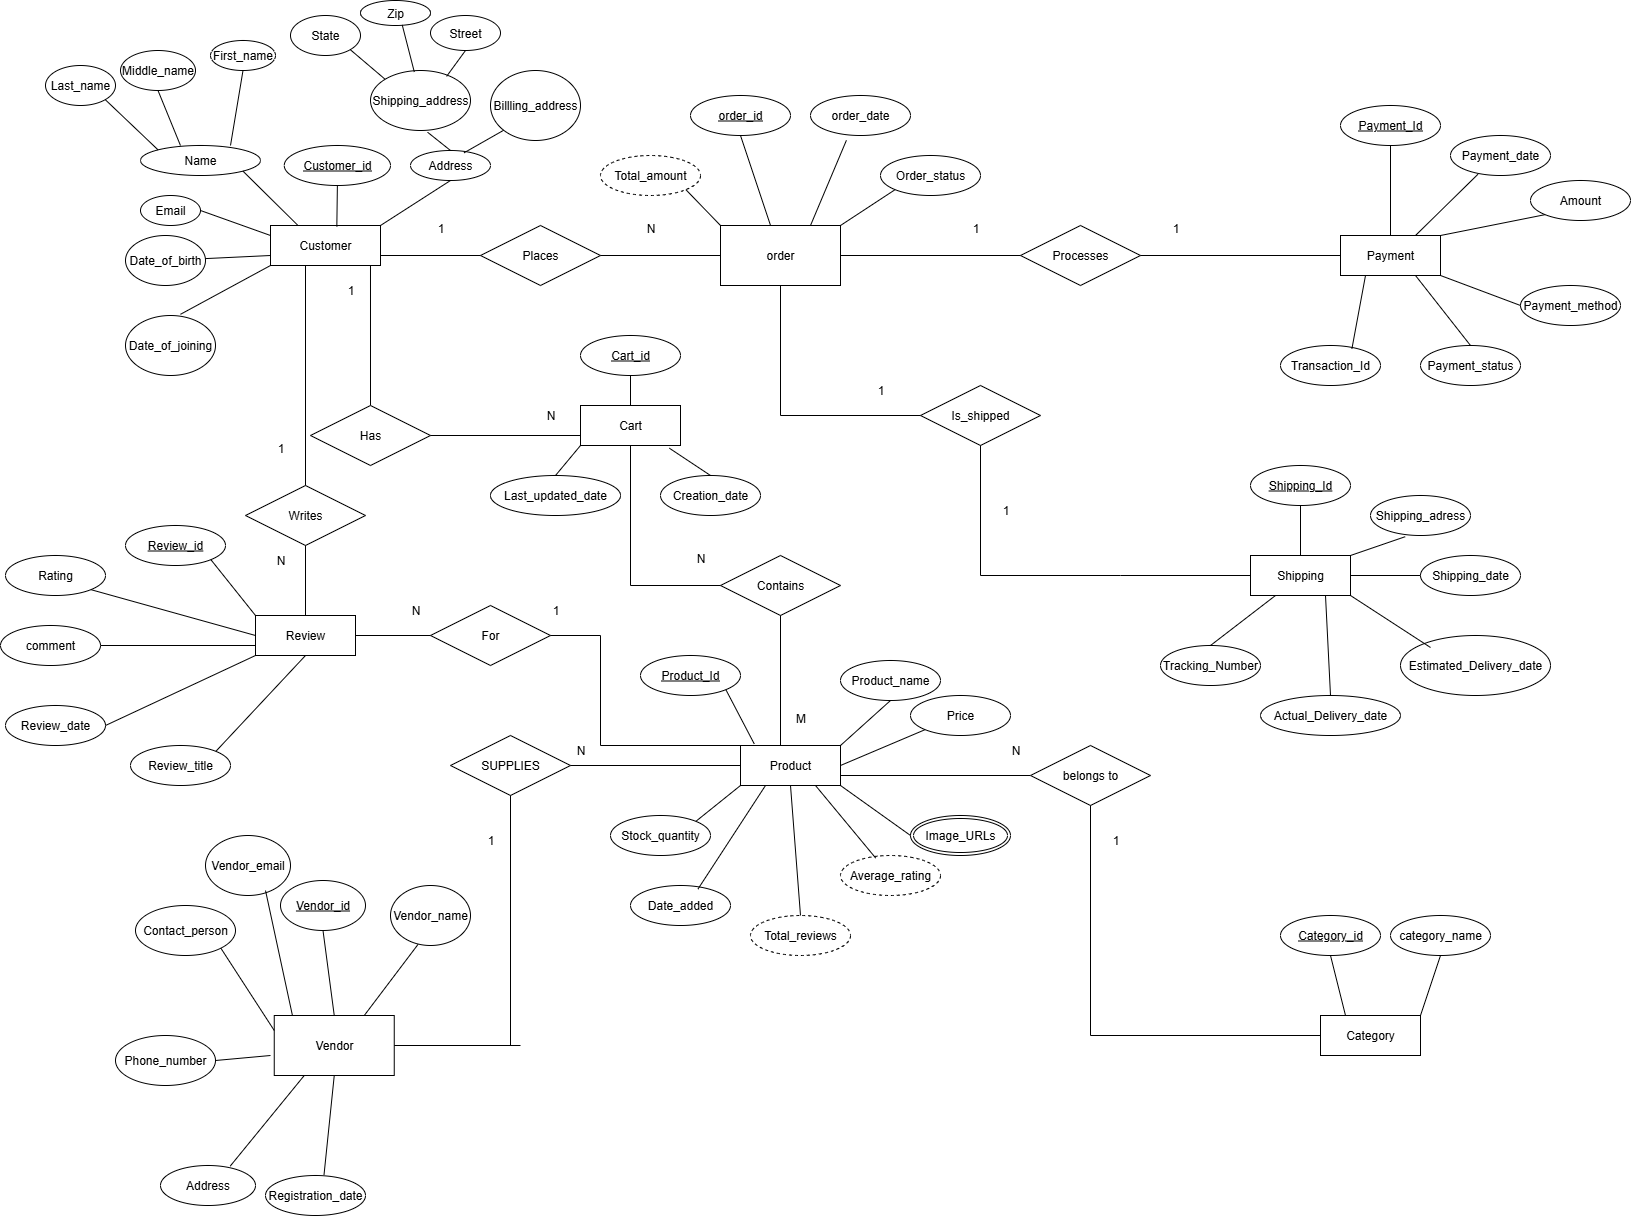 Zip
State
Street
First_name
Middle_name
Last_name
Shipping_address
Billling_address
Name
Customer_id
Address
Email
Date_of_birth
Date_of_joining
Customer
1
Places
N
order_id
order_date
Total_amount
Order_status
order
1
Processes
1
Payment_Id
Payment_date
Amount
Payment
Payment_method
Transaction_Id
Payment_status
1
Has
N
Cart_id
Cart
Last_updated_date
Creation_date
1
Is_shipped
1
Shipping_Id
Shipping_adress
Shipping
Shipping_date
Tracking_Number
Estimated_Delivery_date
Actual_Delivery_date
1
Writes
N
Review_id
Rating
comment
Review
Review_date
Review_title
N
For
1
N
Contains
M
Product_Id
Product_name
Price
Product
Stock_quantity
Image_URLs
Average_rating
Date_added
Total_reviews
SUPPLIES
N
1
N
belongs to
1
Vendor_email
Vendor_id
Vendor_name
Contact_person
Vendor
Phone_number
Address
Registration_date
Category_id
category_name
Category